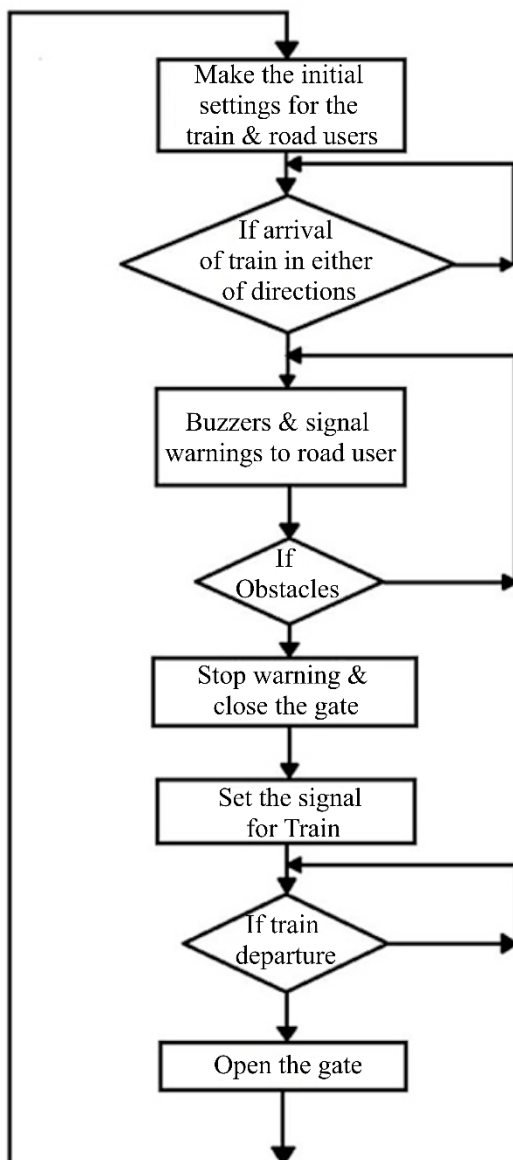 Make the initial
settings for the
train & road users
If arrival
of train in either
of directions
Buzzers & signal
warnings to road user
If
Obstacles
Stop warning &
close the gate
Set the signal
for Train
If train
departure
Open the gate